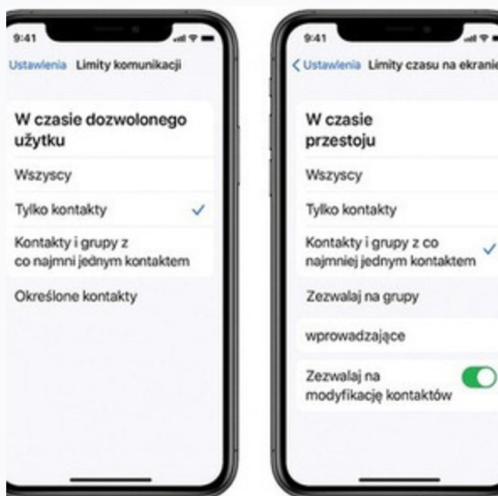 9:41
Ustawienia Limity komunikacji
W czasie dozwolonego
użytku
Wszyscy
Tylko kontakty
Kontakty i grupy z
co najmni jednym kontaktem
Określone kontakty
9:41
Ustawienia Limity czasu na ekranie
W czasie
przestoju
Wszyscy
Tylko kontakty
Kontakty i grupy z co
najmniej jednym kontaktem
Zezwalaj na grupy
wprowadzające
Zezwalaj na
modyfikację kontaktów